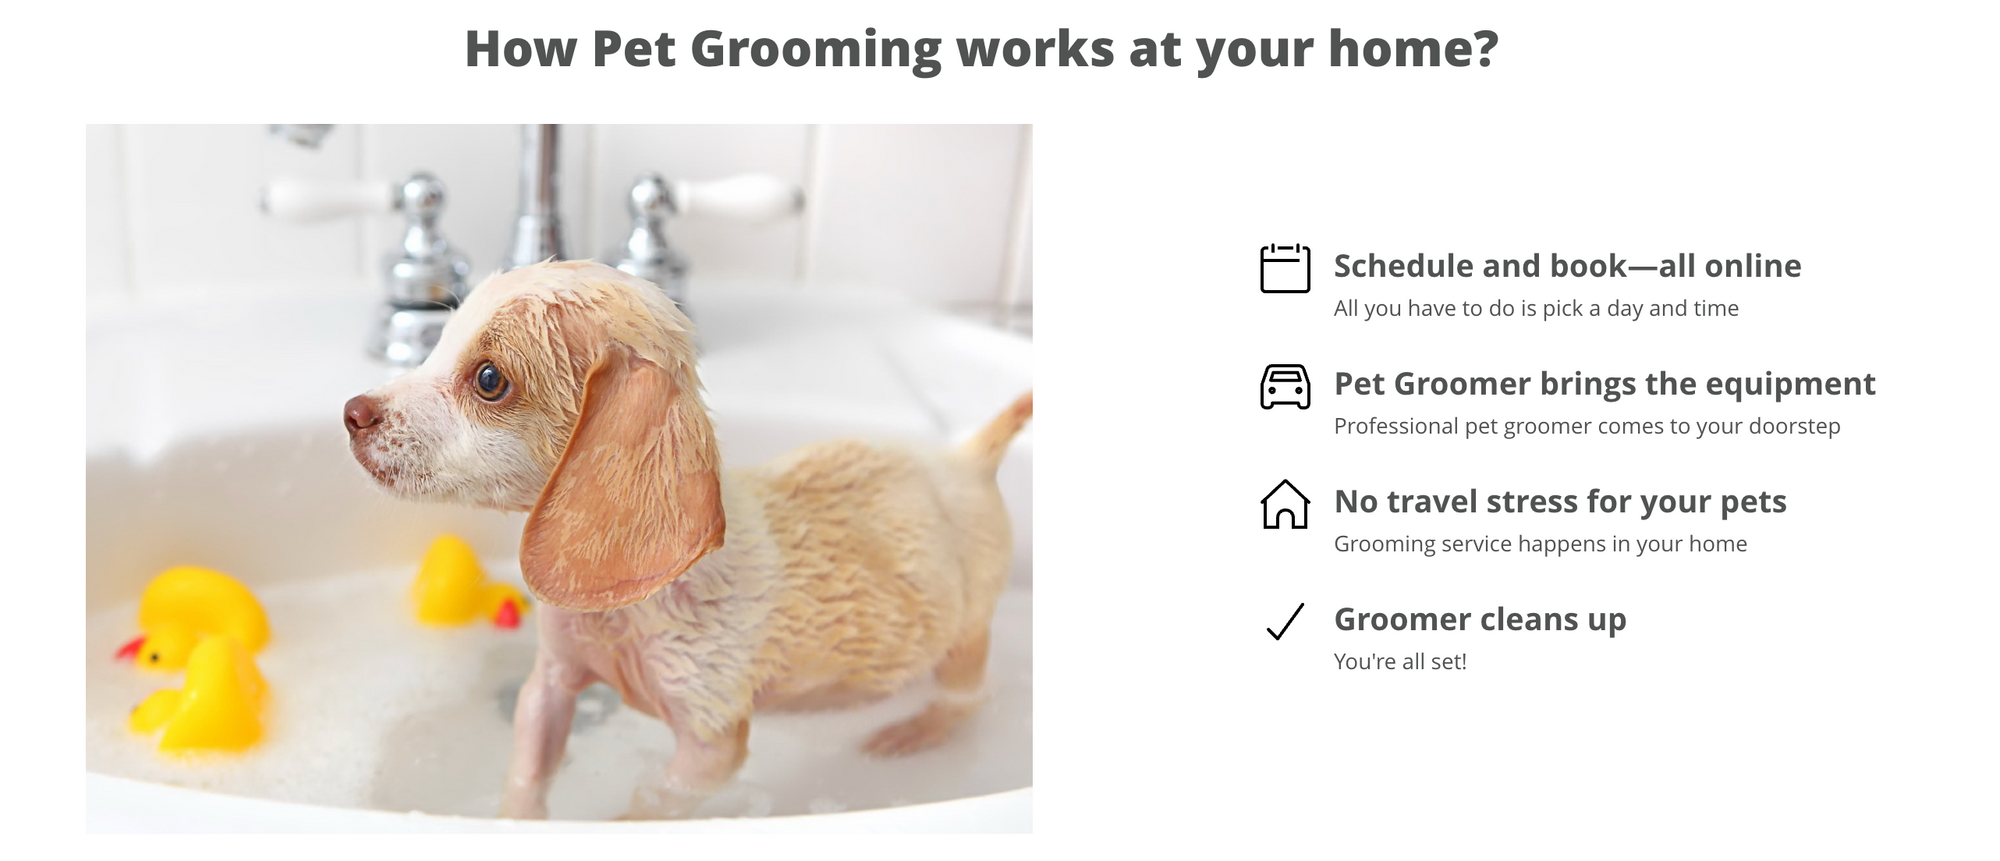 How Pet Grooming works at your home?
Schedule and book—all online
All you have to do is pick a day and time
Pet Groomer brings the equipment
Professional pet groomer comes to your doorstep
No travel stress for your pets
Grooming service happens in your home
Groomer cleans up
You're all set!